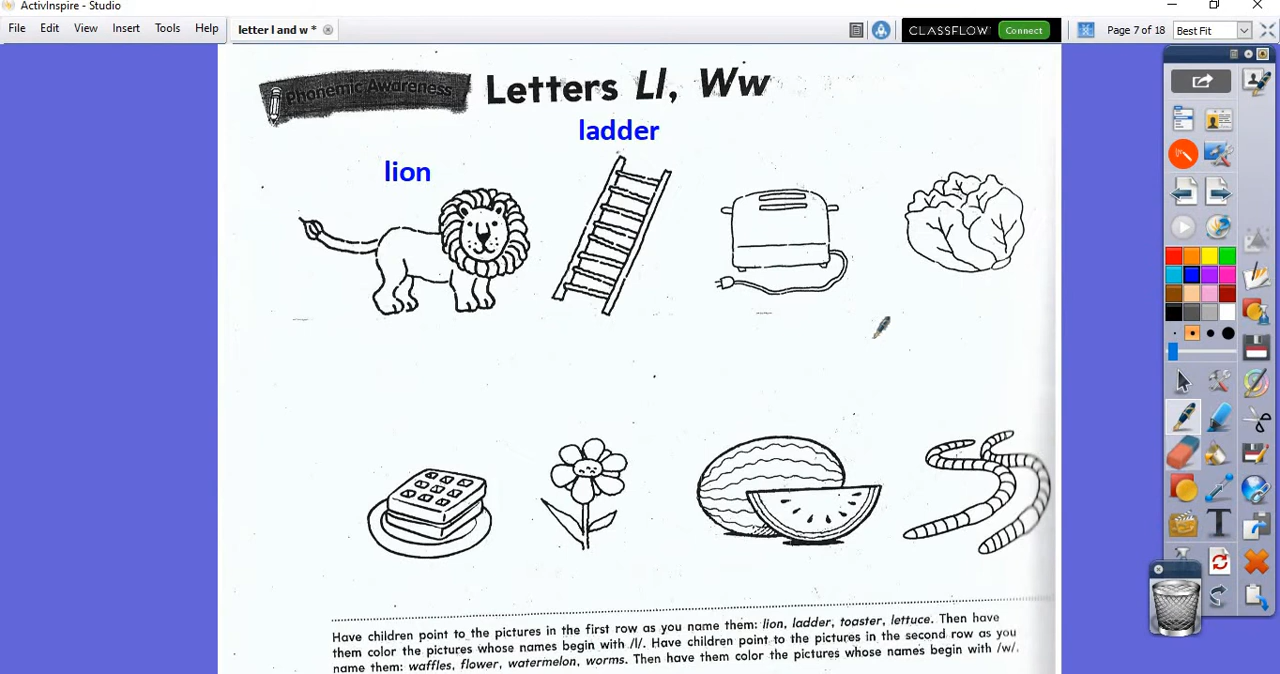 ActivInspire - Studio
File Edit View Insert Tools Help
letter l and w *
CLASSFLOW Connect
Page 7 of 18
Best Fit
Phonemic Awareness
Letters Ll, Ww
ladder
lion
Have children point to the pictures in the first row as you name them: lion, ladder, toaster, lettuce. Then have
them color the pictures whose names begin with /l/. Have children point to the pictures in the second row as you
name them: waffles, flower, watermelon, worms. Then have them color the pictures whose names begin with /w/.